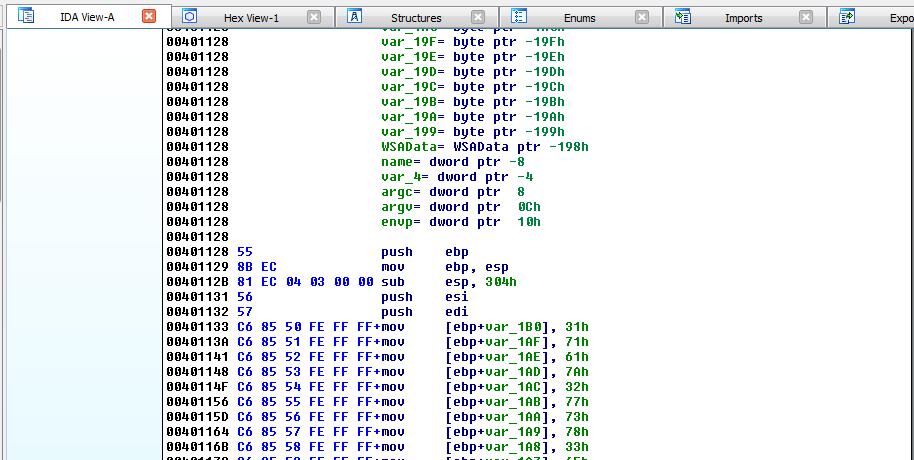 IDA View-A Hex View-1 Structures Enums Imports Expo
00401128 var_19F= byte ptr -19Fh
00401128 var_19E= byte ptr -19Eh
00401128 var_19D= byte ptr -19Dh
00401128 var_19C= byte ptr -19Ch
00401128 var_19B= byte ptr -19Bh
00401128 var_19A= byte ptr -19Ah
00401128 var_199= byte ptr -199h
00401128 WSAData= WSAData ptr -198h
00401128 name= dword ptr -8
00401128 var_4= dword ptr -4
00401128 argc= dword ptr  8
00401128 argv= dword ptr  0Ch
00401128 envp= dword ptr  10h
00401128
00401128 55 push ebp
00401129 8B EC mov ebp, esp
0040112B 81 EC 04 03 00 00 sub esp, 304h
00401131 56 push esi
00401132 57 push edi
00401133 C6 85 50 FE FF FF+mov [ebp+var_1B0], 31h
0040113A C6 85 51 FE FF FF+mov [ebp+var_1AF], 71h
00401141 C6 85 52 FE FF FF+mov [ebp+var_1AE], 61h
00401148 C6 85 53 FE FF FF+mov [ebp+var_1AD], 7Ah
0040114F C6 85 54 FE FF FF+mov [ebp+var_1AC], 32h
00401156 C6 85 55 FE FF FF+mov [ebp+var_1AB], 77h
0040115D C6 85 56 FE FF FF+mov [ebp+var_1AA], 73h
00401164 C6 85 57 FE FF FF+mov [ebp+var_1A9], 78h
0040116B C6 85 58 FE FF FF+mov [ebp+var_1A8], 33h